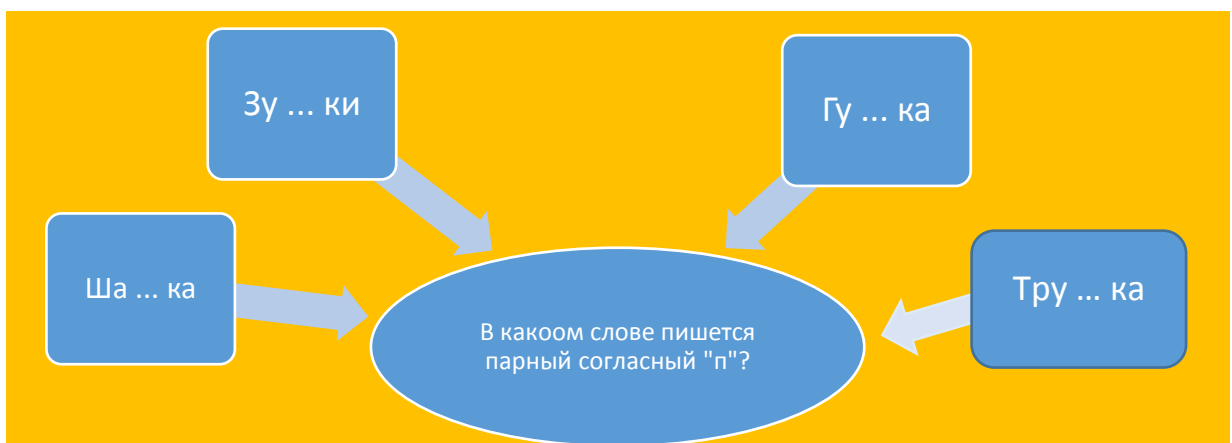 Зу ... ки
Гу ... ка
Ша ... ка
Тру ... ка
В какоом слове пишется
парный согласный "п"?